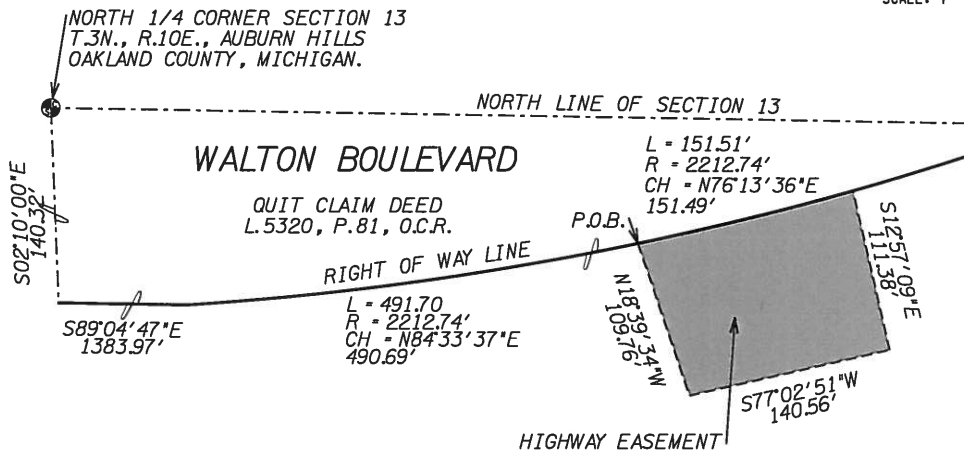 SCALE: 1
NORTH 1/4 CORNER SECTION 13
T.3N., R.10E., AUBURN HILLS
OAKLAND COUNTY, MICHIGAN.
NORTH LINE OF SECTION 13
WALTON BOULEVARD
QUIT CLAIM DEED
L.5320, P.81, O.C.R.
L = 151.51'
R = 2212.74'
CH = N76°13'36"E
151.49'
P.O.B.
S02°10'00"E
140.32'
RIGHT OF WAY LINE
S89°04'47"E
1383.97'
L = 491.70
R = 2212.74'
CH = N84°33'37"E
490.69'
N18°39'34"W
109.76'
S12°57'09"E
111.38'
S77°02'51"W
140.56'
HIGHWAY EASEMENT